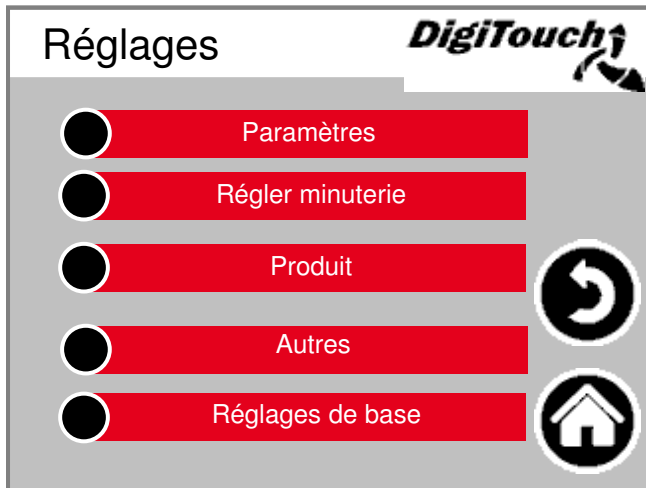 Réglages
DigiTouch
Paramètres
Régler minuterie
Produit
Autres
Réglages de base